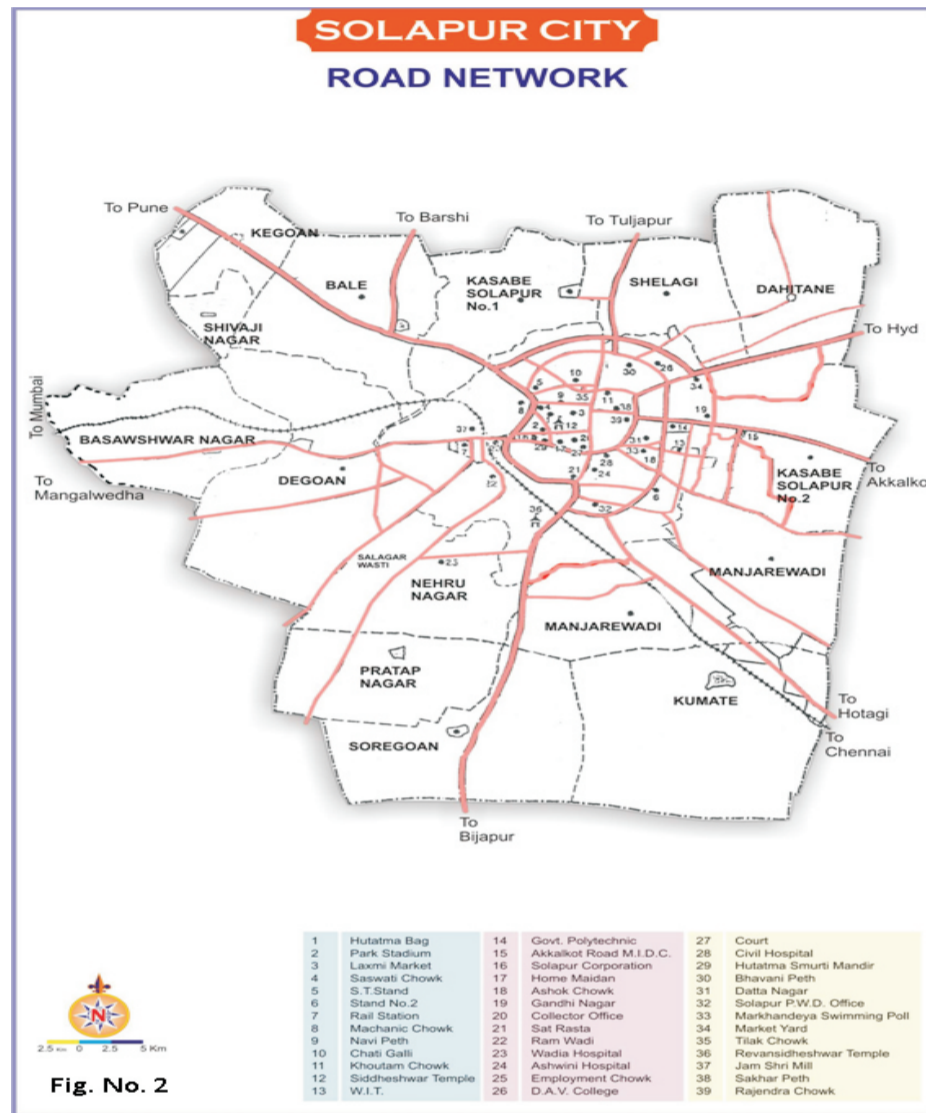 SOLAPUR CITY
ROAD NETWORK
To Pune
To Barshi
To Tuljapur
KEGOAN
BALE
KASABE
SOLAPUR
No.1
SHELAGI
DAHITANE
SHIVAJI
NAGAR
To Hyd
To Mumbai
BASAWSHWAR NAGAR
To
Mangalwedha
DEGOAN
KASABE
SOLAPUR
No.2
To
Akkalko
SALAGAR
WASTI
NEHRU
NAGAR
MANJAREWADI
MANJAREWADI
PRATAP
NAGAR
KUMATE
SOREGOAN
To
Hotagi
To
Chennai
To
Bijapur
1 Hutatma Bag
2 Park Stadium
3 Laxmi Market
4 Saswati Chowk
5 S.T.Stand
6 Stand No.2
7 Rail Station
8 Machanic Chowk
9 Navi Peth
10 Chati Galli
11 Khoutam Chowk
12 Siddheshwar Temple
13 W.I.T.
14 Govt. Polytechnic
15 Akkalkot Road M.I.D.C.
16 Solapur Corporation
17 Home Maidan
18 Ashok Chowk
19 Gandhi Nagar
20 Collector Office
21 Sat Rasta
22 Ram Wadi
23 Wadia Hospital
24 Ashwini Hospital
25 Employment Chowk
26 D.A.V. College
27 Court
28 Civil Hospital
29 Hutatma Smurti Mandir
30 Bhavani Peth
31 Datta Nagar
32 Solapur P.W.D. Office
33 Markhandeya Swimming Poll
34 Market Yard
35 Tilak Chowk
36 Revansidheshwar Temple
37 Jam Shri Mill
38 Sakhar Peth
39 Rajendra Chowk
N
2.5 Km 0 2.5 5 Km
Fig. No. 2